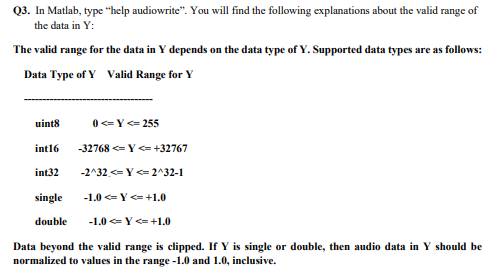 Q3. In Matlab, type “help audiowrite”. You will find the following explanations about the valid range of
the data in Y:
The valid range for the data in Y depends on the data type of Y. Supported data types are as follows:
Data Type of Y Valid Range for Y
------------------------------------
uint8 0 <= Y <= 255
int16 -32768 <= Y <= +32767
int32 -2^32 <= Y <= 2^32-1
single -1.0 <= Y <= +1.0
double -1.0 <= Y <= +1.0
Data beyond the valid range is clipped. If Y is single or double, then audio data in Y should be
normalized to values in the range -1.0 and 1.0, inclusive.